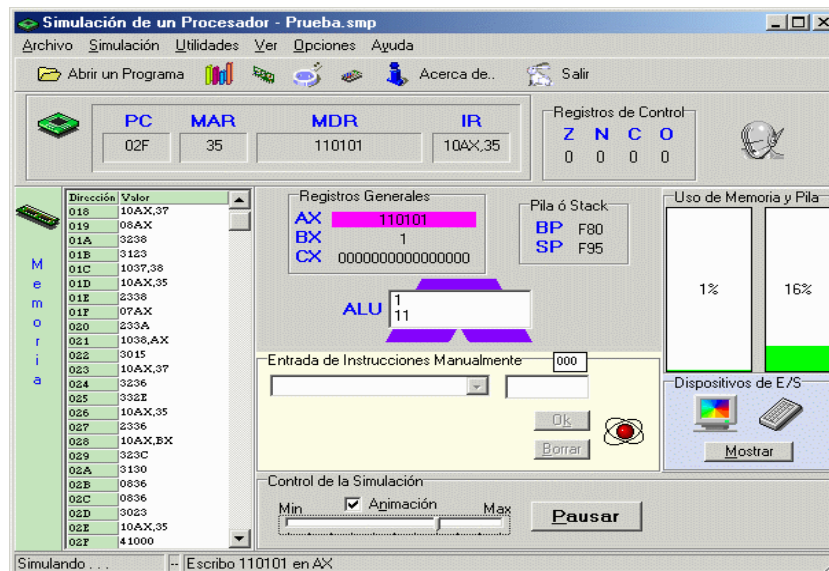 Simulación de un Procesador - Prueba.smp
Archivo Simulación Utilidades Ver Opciones Ayuda
Abrir un Programa Acerca de.. Salir
PC MAR MDR IR
02F 35 110101 10AX,35
Registros de Control
Z N C O
0 0 0 0
Memoria
Dirección Valor
018 10AX,37
019 08AX
01A 3238
01B 3123
01C 1037,38
01D 10AX,35
01E 2338
01F 07AX
020 233A
021 1038,AX
022 3015
023 10AX,37
024 3236
025 332E
026 10AX,35
027 2336
028 10AX,BX
029 323C
02A 3130
02B 0836
02C 0836
02D 3023
02E 10AX,35
02F 41000
Registros Generales
AX 110101
BX 1
CX 0000000000000000
Pila ó Stack
BP F80
SP F95
ALU
1
11
Uso de Memoria y Pila
1% 16%
Entrada de Instrucciones Manualmente 000
Ok
Borrar
Dispositivos de E/S
Mostrar
Control de la Simulación
Min Animación Max
Pausar
Simulando . . . -- Escribo 110101 en AX